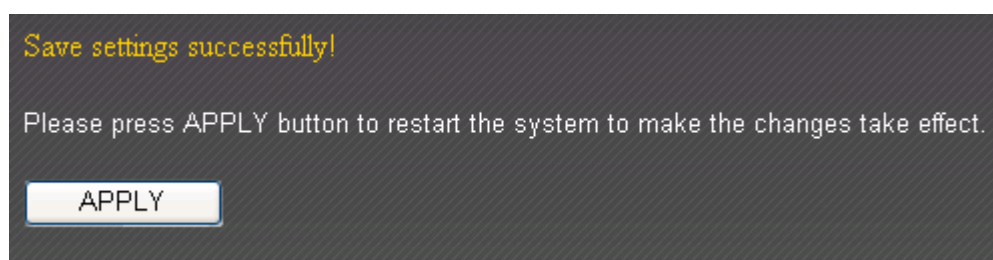 Save settings successfully!
Please press APPLY button to restart the system to make the changes take effect.
APPLY